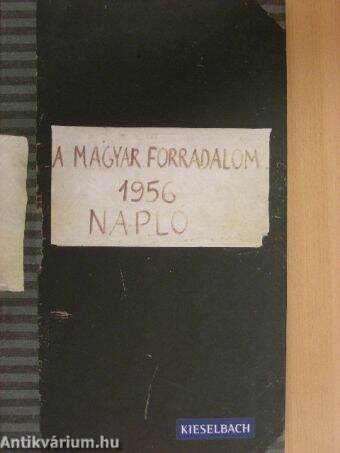 A MAGYAR FORRADALOM
1956
NAPLÓ
KIESELBACH
Antikvárium.hu